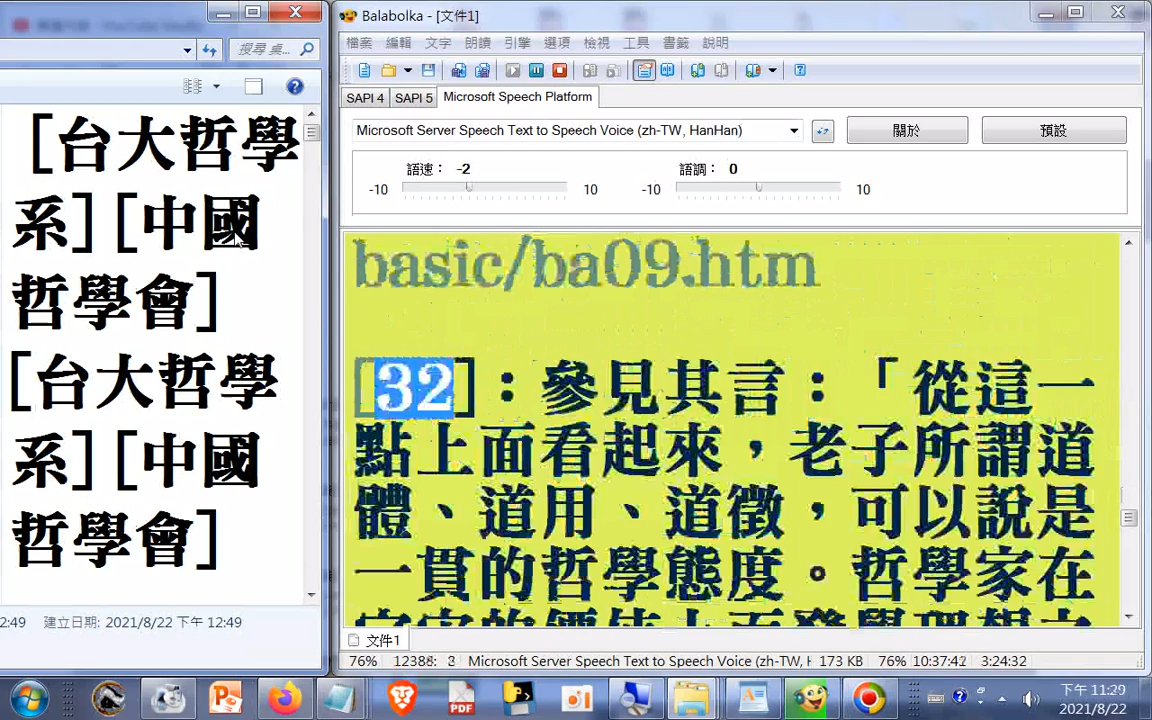 搜尋 桌...
[台大哲學
系][中國
哲學會]
[台大哲學
系][中國
哲學會]
12:49 建立日期: 2021/8/22 下午 12:49
Balabolka - [文件1]
檔案 編輯 文字 朗讀 引擎 選項 檢視 工具 書籤 說明
SAPI 4 SAPI 5 Microsoft Speech Platform
Microsoft Server Speech Text to Speech Voice (zh-TW, HanHan) 關於 預設
語速: -2 語調: 0
-10 10 -10 10
basic/ba09.htm
[32]：參見其言：「從這一
點上面看起來，老子所謂道
體、道用、道徵，可以說是
一貫的哲學態度。哲學家在
文件1
76% Microsoft Server Speech Text to Speech Voice (zh-TW, H 173 KB 76% 3:24:32
下午 11:29
2021/8/22